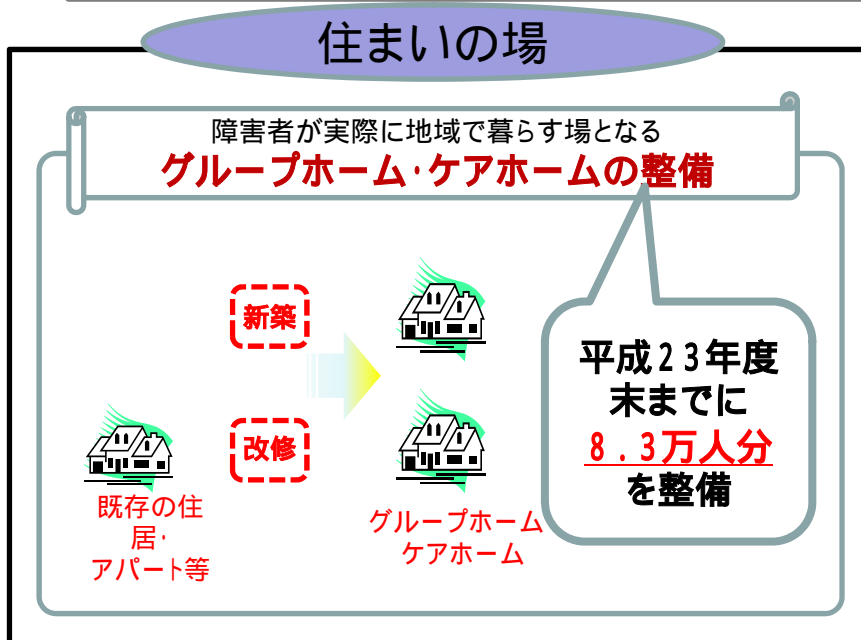 住まいの場
障害者が実際に地域で暮らす場となる
グループホーム・ケアホームの整備
新築
平成23年度
末までに
8.3万人分
を整備
改修
既存の住
居・
アパート等
グループホーム
ケアホーム